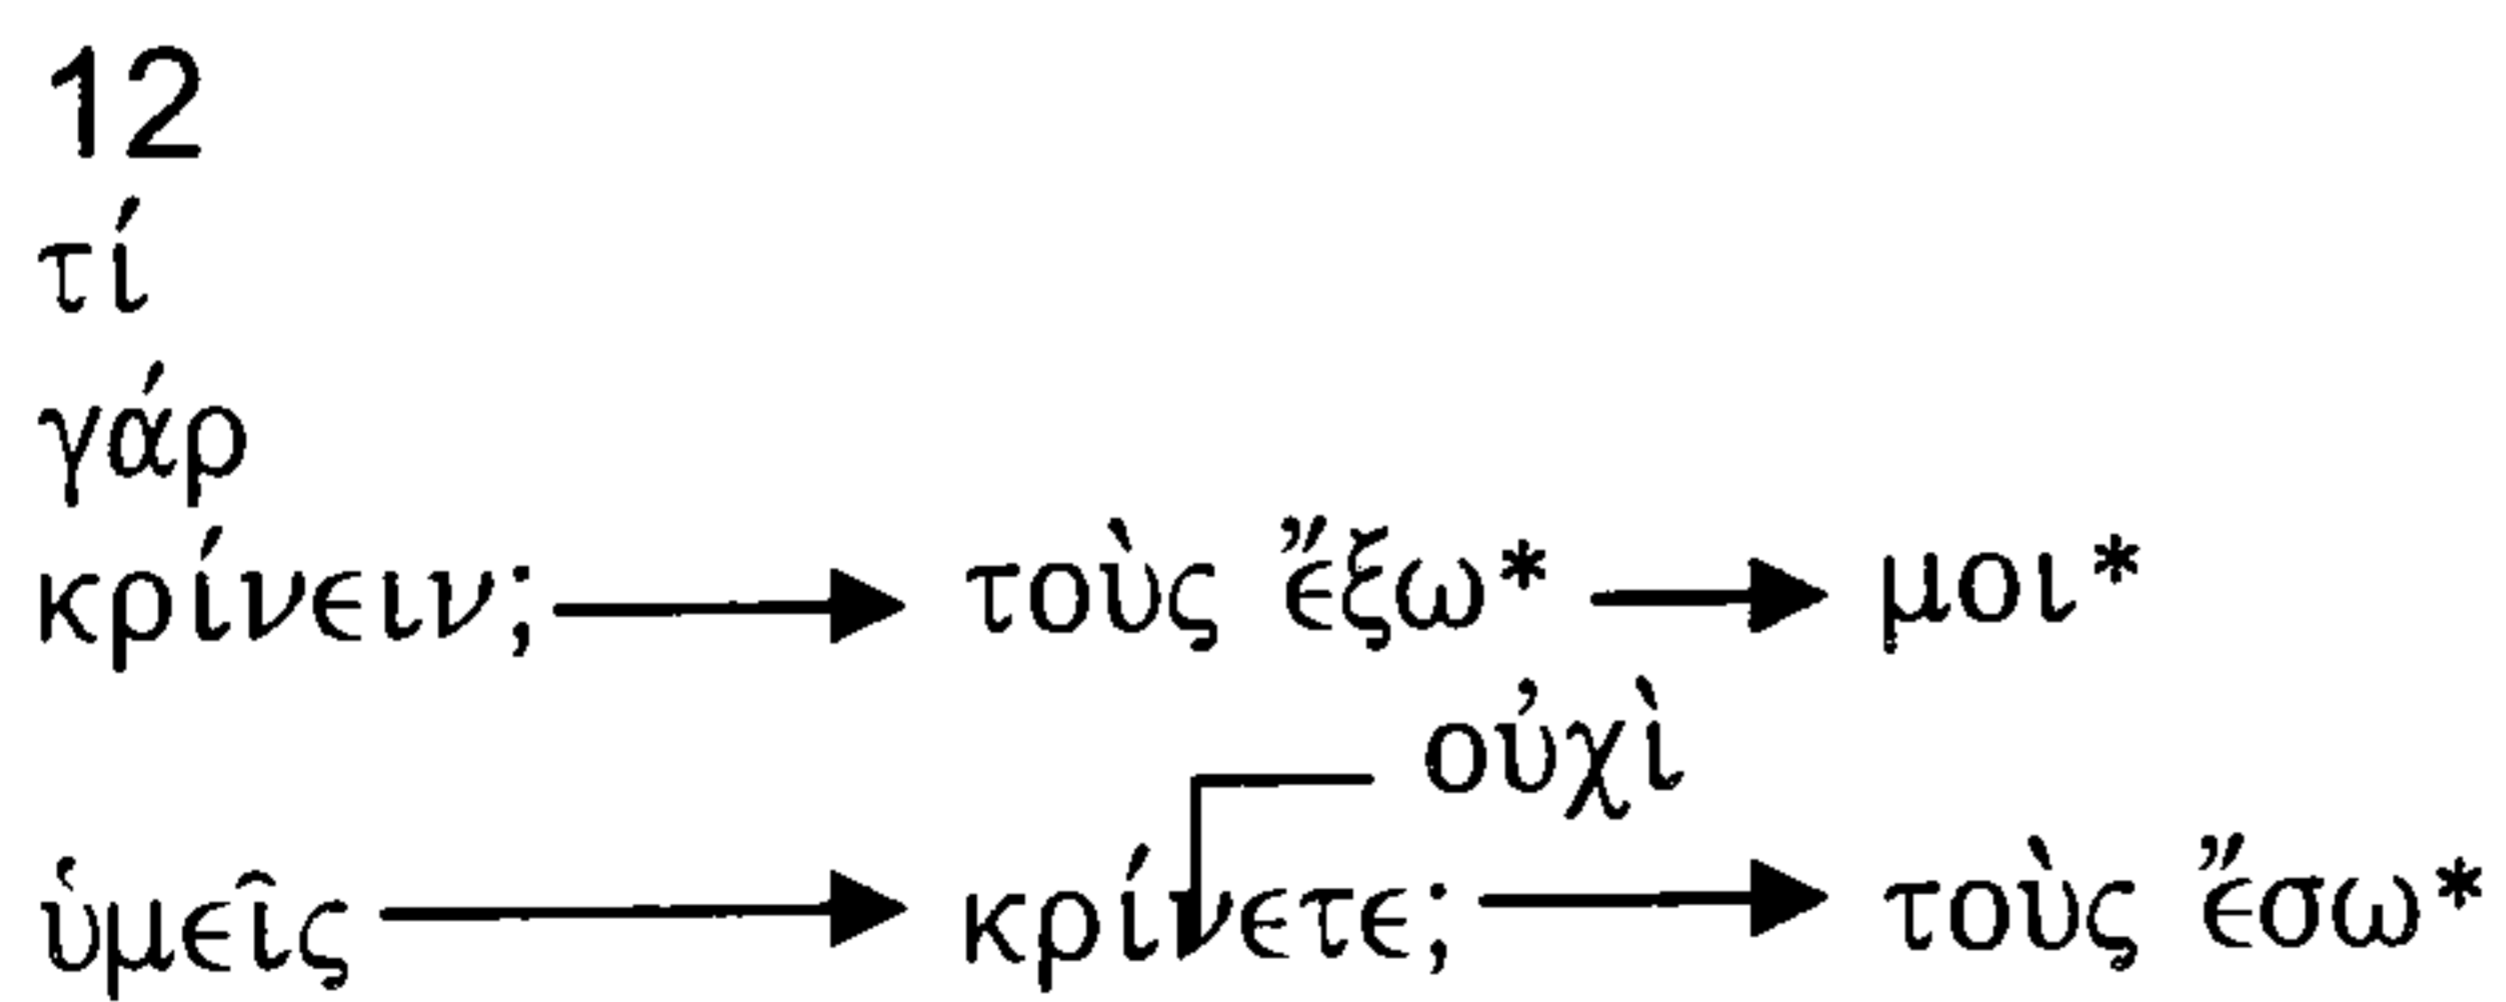 12
τί
γάρ
κρίνειν; τοὺς ἔξω* μοι*
οὐχὶ
ὑμεῖς κρίνετε; τοὺς ἔσω*